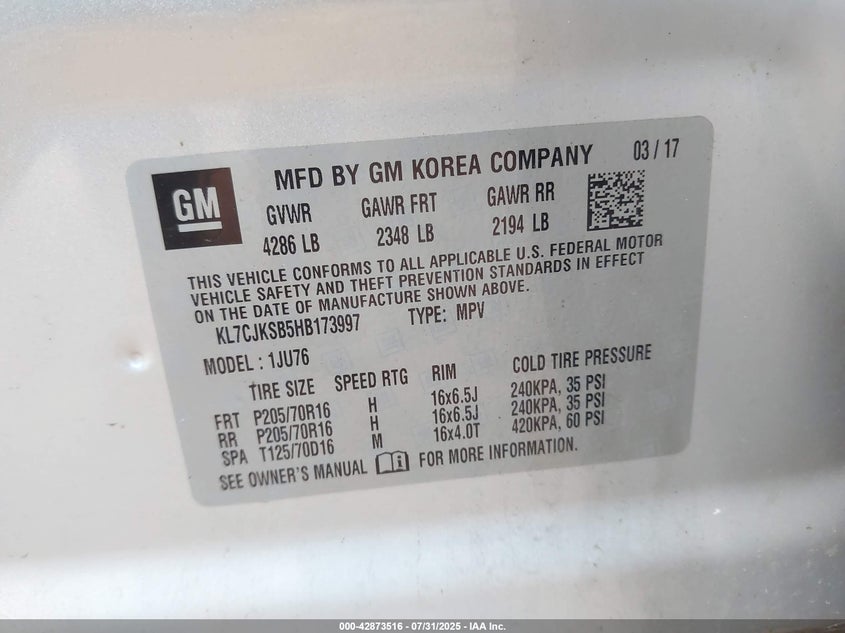 GM
MFD BY GM KOREA COMPANY 03 / 17
GVWR GAWR FRT GAWR RR
4286 LB 2348 LB 2194 LB
THIS VEHICLE CONFORMS TO ALL APPLICABLE U.S. FEDERAL MOTOR
VEHICLE SAFETY AND THEFT PREVENTION STANDARDS IN EFFECT
ON THE DATE OF MANUFACTURE SHOWN ABOVE.
KL7CJKSB5HB173997 TYPE: MPV
MODEL : 1JU76
TIRE SIZE SPEED RTG RIM COLD TIRE PRESSURE
FRT P205/70R16 H 16x6.5J 240KPA, 35 PSI
RR P205/70R16 H 16x6.5J 240KPA, 35 PSI
SPA T125/70D16 M 16x4.0T 420KPA, 60 PSI
SEE OWNER'S MANUAL FOR MORE INFORMATION.
000-42873516 - 07/31/2025 - IAA Inc.